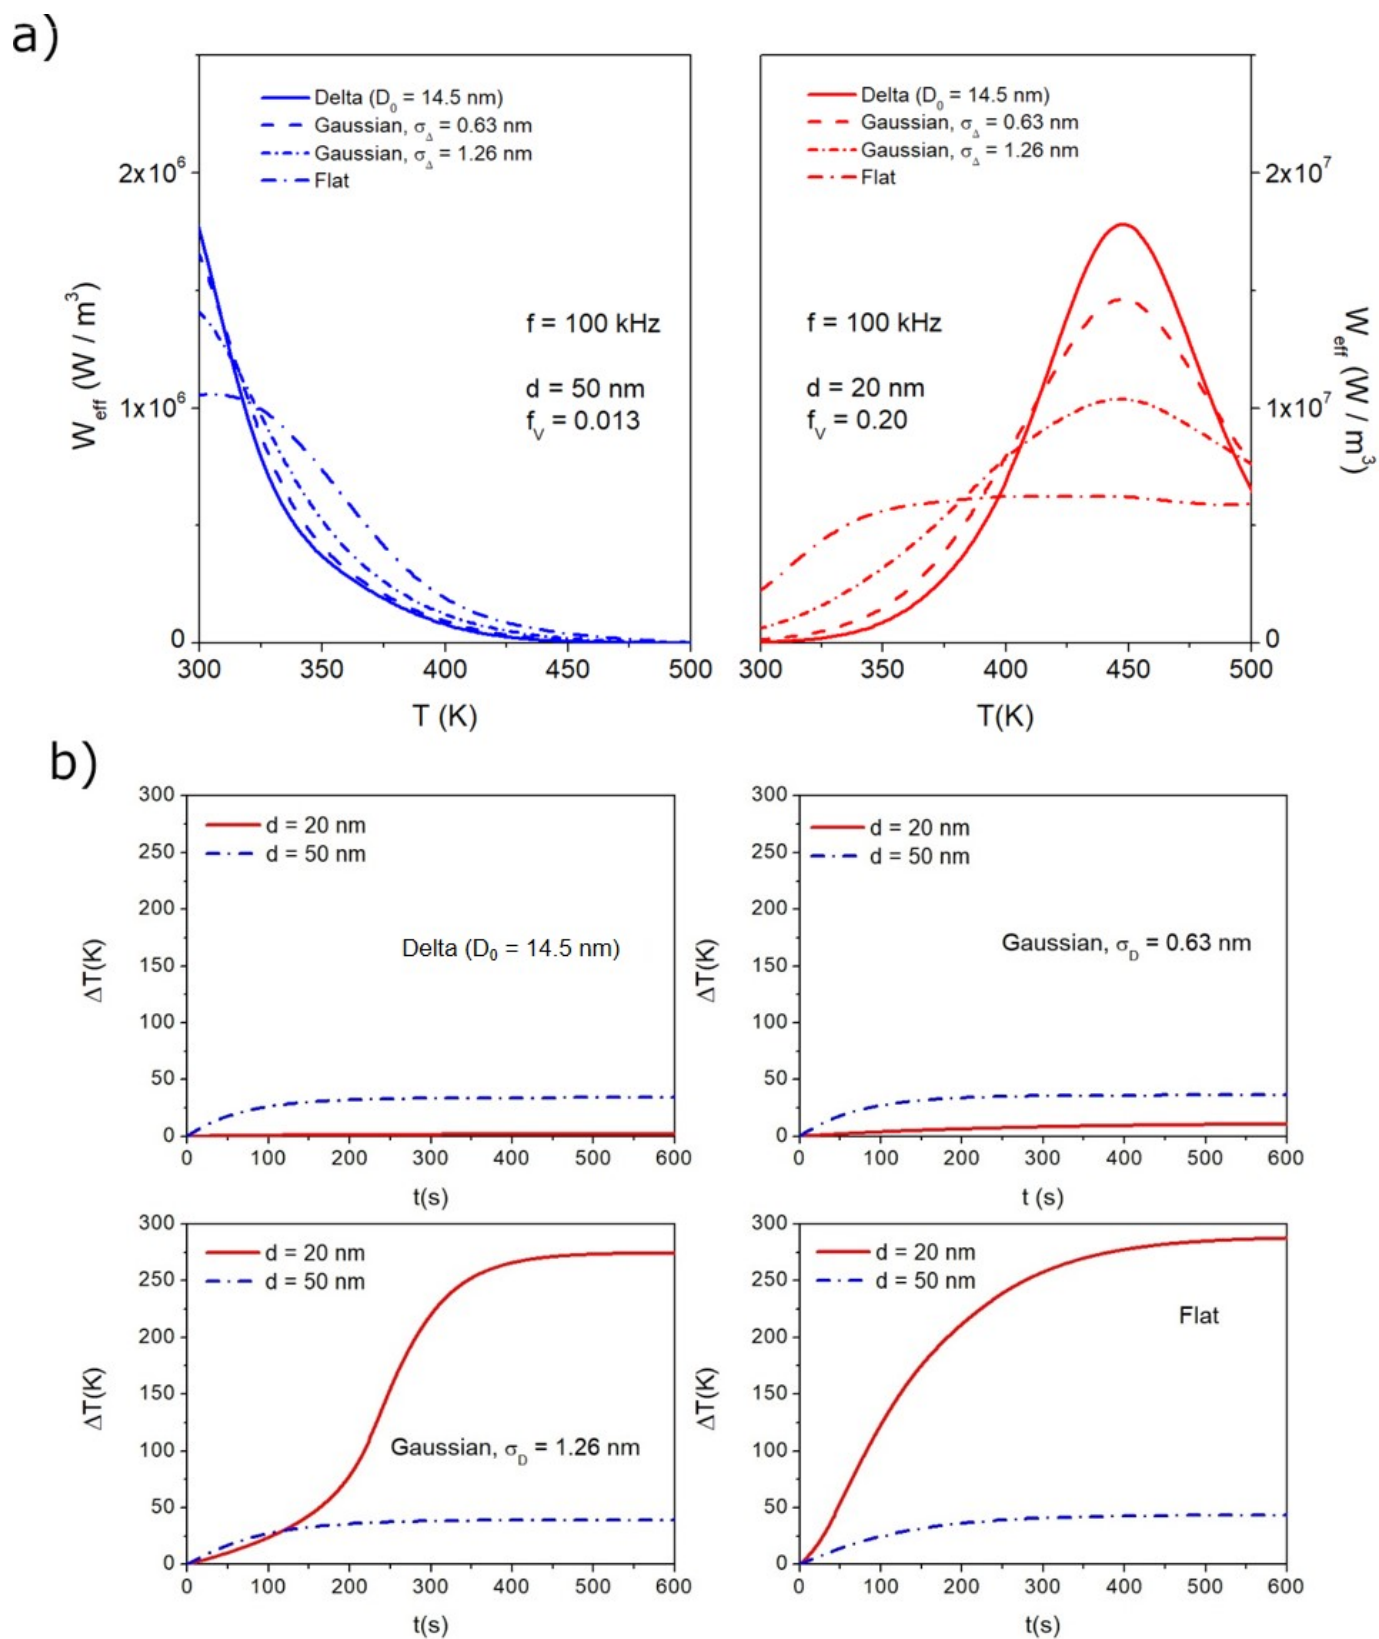 a)
Delta (D0 = 14.5 nm)
Gaussian, σΔ = 0.63 nm
Gaussian, σΔ = 1.26 nm
Flat
2x10^6
1x10^6
0
Weff (W / m^3)
f = 100 kHz
d = 50 nm
fV = 0.013
300 350 400 450 500
T (K)
Delta (D0 = 14.5 nm)
Gaussian, σΔ = 0.63 nm
Gaussian, σΔ = 1.26 nm
Flat
f = 100 kHz
d = 20 nm
fV = 0.20
2x10^7
1x10^7
0
Weff (W / m^3)
300 350 400 450 500
T(K)
b)
300
250
200
150
100
50
0
ΔT(K)
d = 20 nm
d = 50 nm
Delta (D0 = 14.5 nm)
0 100 200 300 400 500 600
t(s)
300
250
200
150
100
50
0
ΔT(K)
d = 20 nm
d = 50 nm
Gaussian, σD = 0.63 nm
0 100 200 300 400 500 600
t (s)
300
250
200
150
100
50
0
ΔT(K)
d = 20 nm
d = 50 nm
Gaussian, σD = 1.26 nm
0 100 200 300 400 500 600
t(s)
300
250
200
150
100
50
0
ΔT(K)
d = 20 nm
d = 50 nm
Flat
0 100 200 300 400 500 600
t(s)